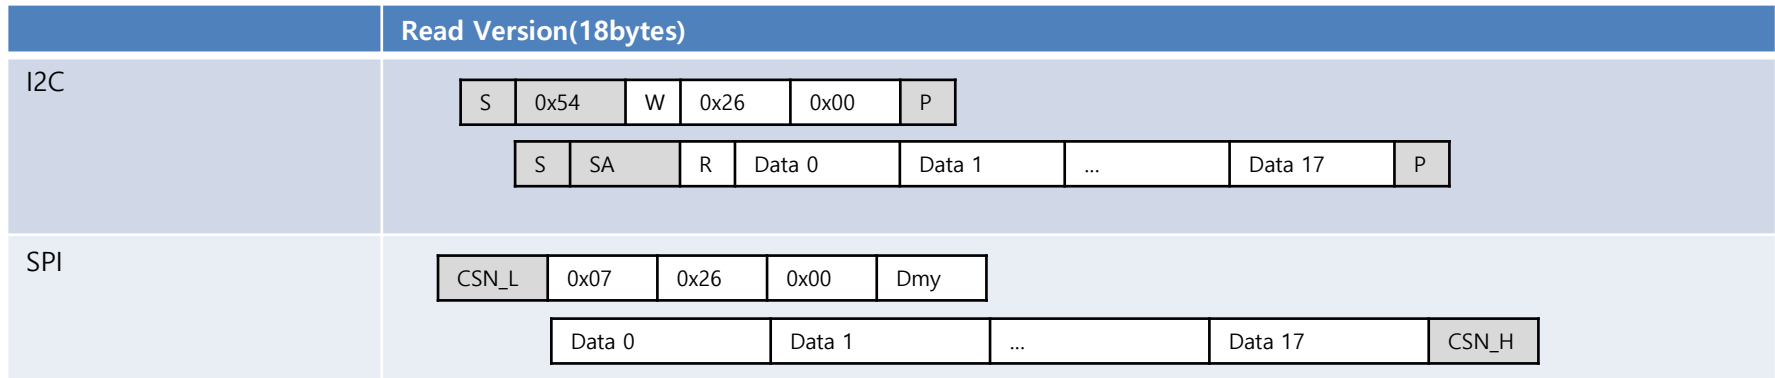 Read Version(18bytes)
I2C
S 0x54 W 0x26 0x00 P
S SA R Data 0 Data 1 ... Data 17 P
SPI
CSN_L 0x07 0x26 0x00 Dmy
Data 0 Data 1 ... Data 17 CSN_H